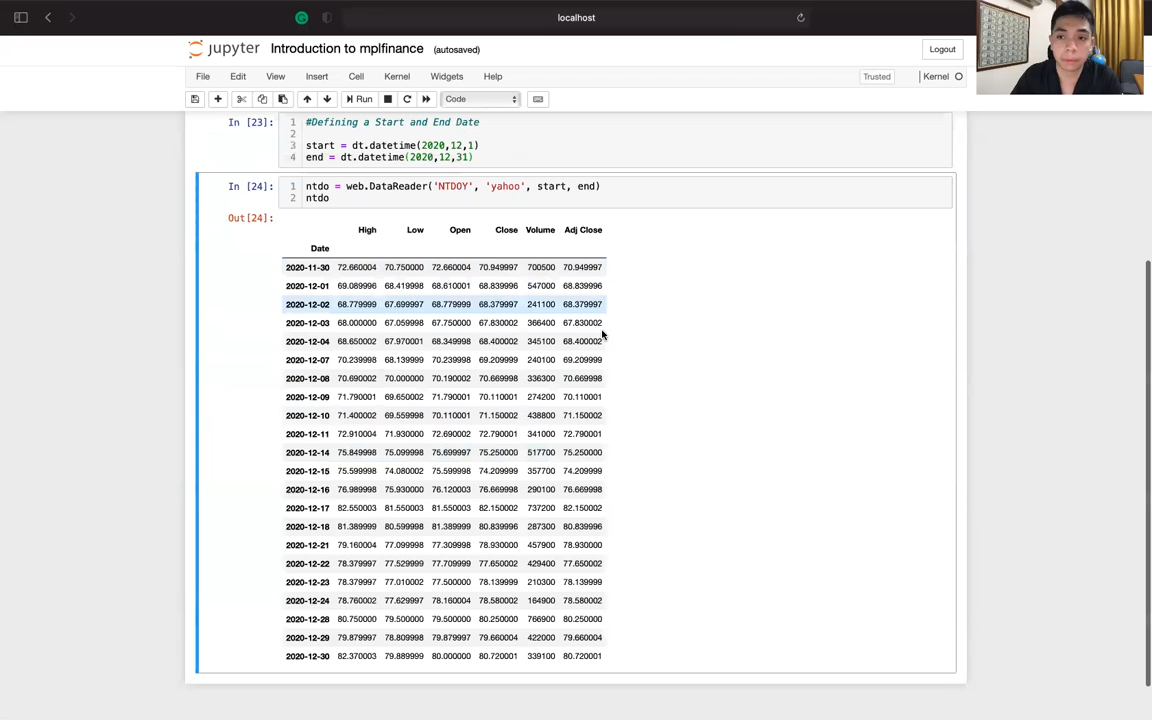 localhost
jupyter Introduction to mplfinance (autosaved)
Logout
File Edit View Insert Cell Kernel Widgets Help
Trusted Kernel
Run Code
In [23]:
1 #Defining a Start and End Date
2
3 start = dt.datetime(2020,12,1)
4 end = dt.datetime(2020,12,31)
In [24]:
1 ntdo = web.DataReader('NTDOY', 'yahoo', start, end)
2 ntdo
Out[24]:
High Low Open Close Volume Adj Close
Date
2020-11-30 72.660004 70.750000 72.660004 70.949997 700500 70.949997
2020-12-01 69.089996 68.419998 68.610001 68.839996 547000 68.839996
2020-12-02 68.779999 67.699997 68.779999 68.379997 241100 68.379997
2020-12-03 68.000000 67.059998 67.750000 67.830002 366400 67.830002
2020-12-04 68.650002 67.970001 68.349998 68.400002 345100 68.400002
2020-12-07 70.239998 68.139999 70.239998 69.209999 240100 69.209999
2020-12-08 70.690002 70.000000 70.190002 70.669998 336300 70.669998
2020-12-09 71.790001 69.650002 71.790001 70.110001 274200 70.110001
2020-12-10 71.400002 69.559998 70.110001 71.150002 438800 71.150002
2020-12-11 72.910004 71.930000 72.690002 72.790001 341000 72.790001
2020-12-14 75.849998 75.099998 75.699997 75.250000 517700 75.250000
2020-12-15 75.599998 74.080002 75.599998 74.209999 357700 74.209999
2020-12-16 76.989998 75.930000 76.120003 76.669998 290100 76.669998
2020-12-17 82.550003 81.550003 81.550003 82.150002 737200 82.150002
2020-12-18 81.389999 80.599998 81.389999 80.839996 287300 80.839996
2020-12-21 79.160004 77.099998 77.309998 78.930000 457900 78.930000
2020-12-22 78.379997 77.529999 77.709999 77.650002 429400 77.650002
2020-12-23 78.379997 77.010002 77.500000 78.139999 210300 78.139999
2020-12-24 78.760002 77.629997 78.160004 78.580002 164900 78.580002
2020-12-28 80.750000 79.500000 79.500000 80.250000 766900 80.250000
2020-12-29 79.879997 78.809998 79.879997 79.660004 422000 79.660004
2020-12-30 82.370003 79.889999 80.000000 80.720001 339100 80.720001